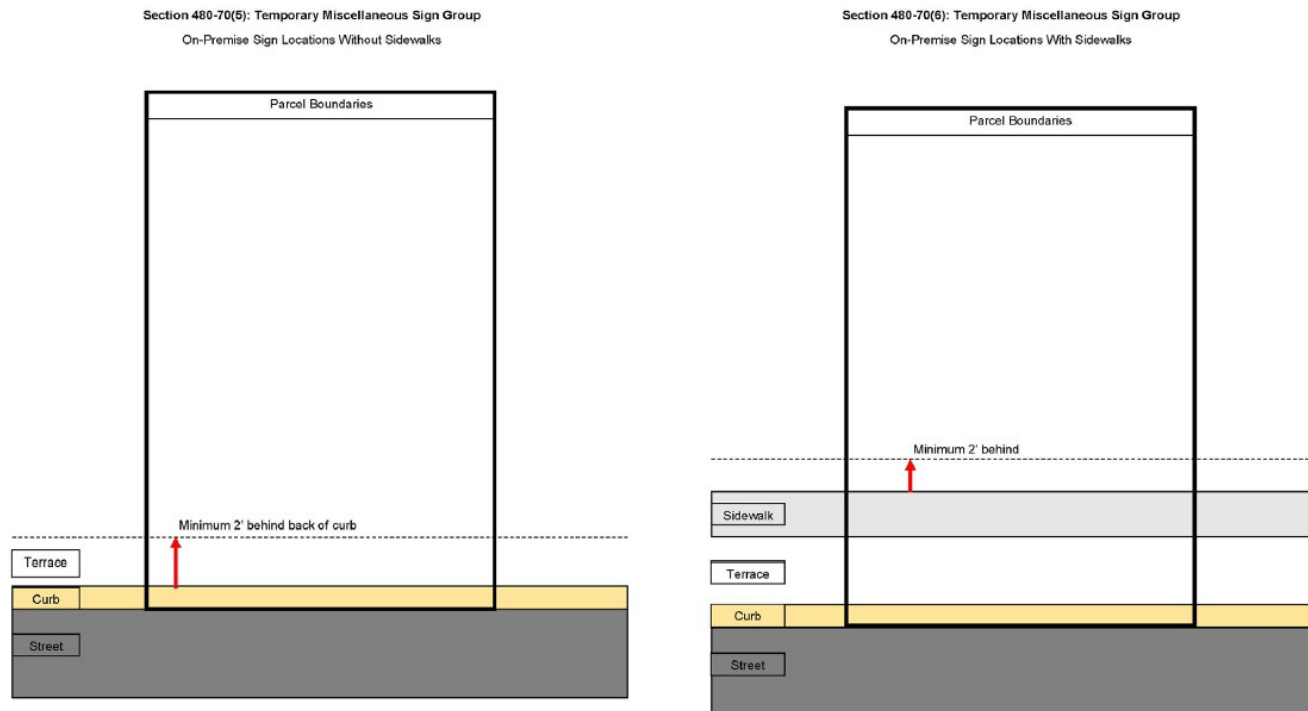 Section 480-70(5): Temporary Miscellaneous Sign Group
On-Premise Sign Locations Without Sidewalks
Parcel Boundaries
Minimum 2' behind back of curb
Terrace
Curb
Street
Section 480-70(6): Temporary Miscellaneous Sign Group
On-Premise Sign Locations With Sidewalks
Parcel Boundaries
Minimum 2' behind
Sidewalk
Terrace
Curb
Street